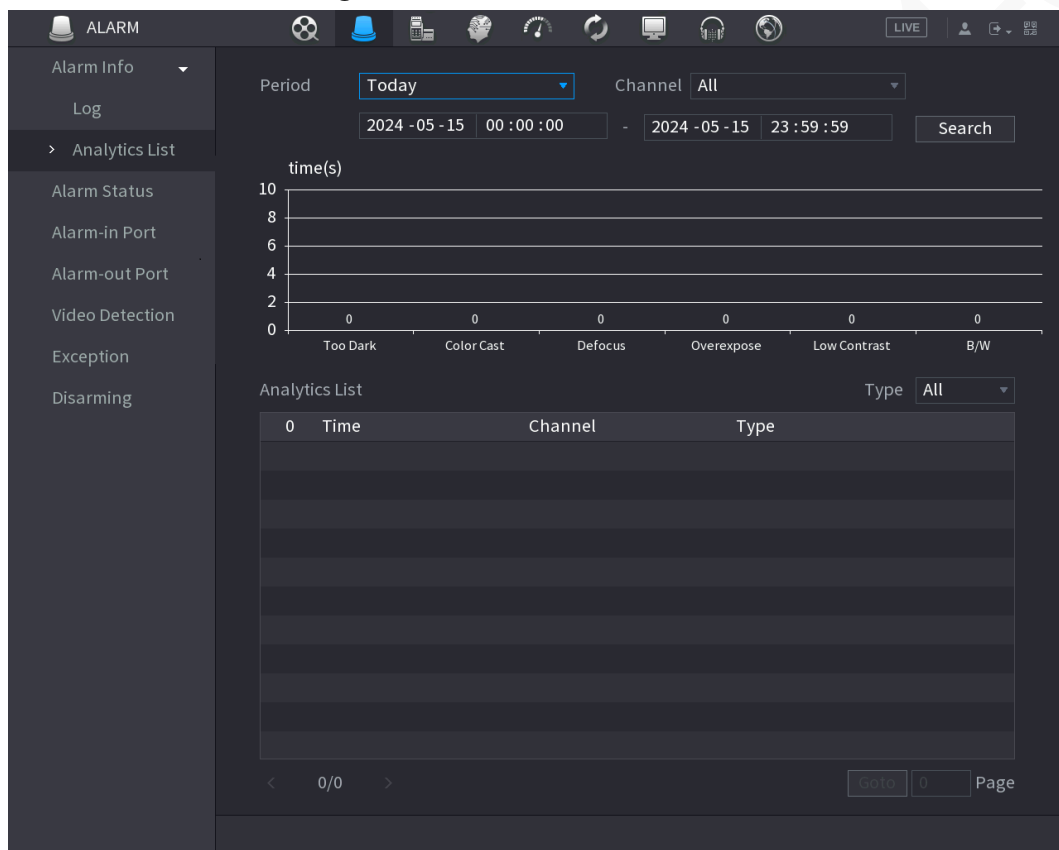 ALARM
LIVE
Alarm Info
Log
> Analytics List
Alarm Status
Alarm-in Port
Alarm-out Port
Video Detection
Exception
Disarming
Period Today Channel All
2024 -05 -15 00 :00 :00 - 2024 -05 -15 23 :59 :59 Search
time(s)
10
8
6
4
2
0
0 0 0 0 0 0
Too Dark Color Cast Defocus Overexpose Low Contrast B/W
Analytics List Type All
0 Time Channel Type
< 0/0 > Goto 0 Page